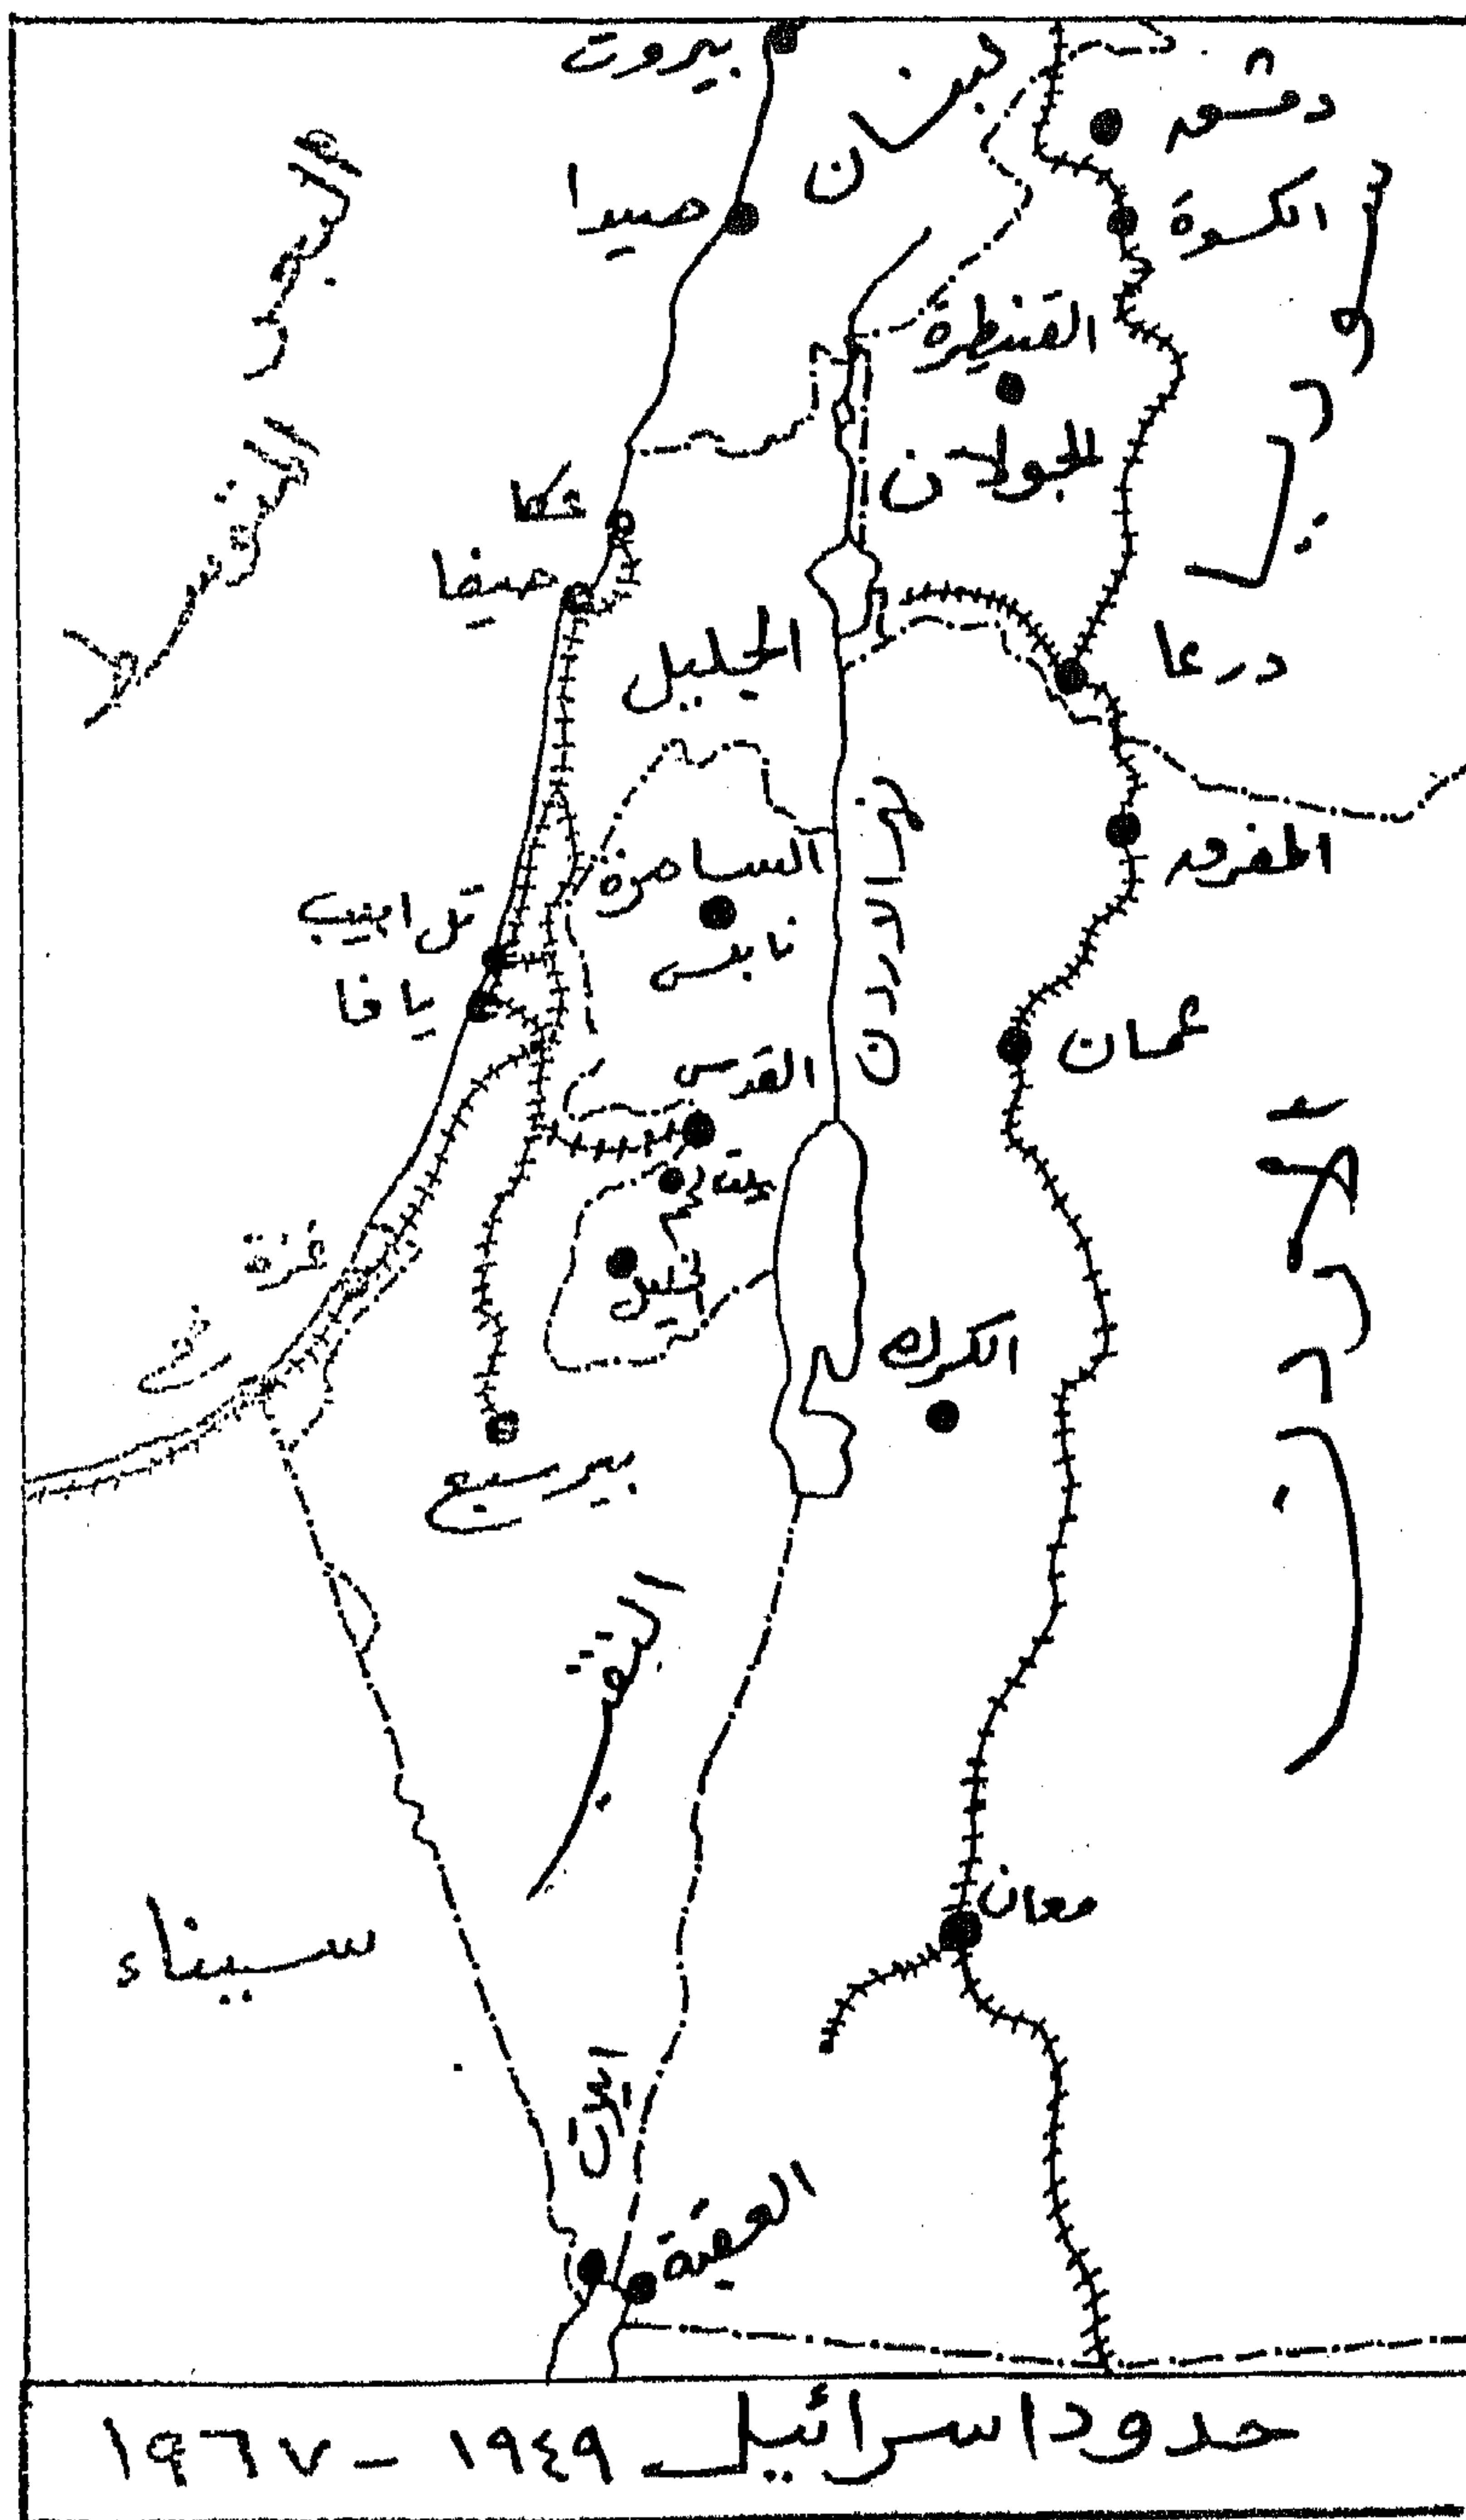 بيروت
لبنان
دمشق
صيدا
الكسوة
سوريا
البحر
المتوسط
القنيطرة
الجولان
عكا
حيفا
الجليل
درعا
السامرة
نابلس
تل ابيب
يافا
المفرق
نهر الاردن
عمان
القدس
بيت لحم
الخليل
غزة
رفح
الكرك
الاردن
بير سبع
النقب
معان
سيناء
العقبة
حدود اسرائيل ١٩٤٩ - ١٩٦٧